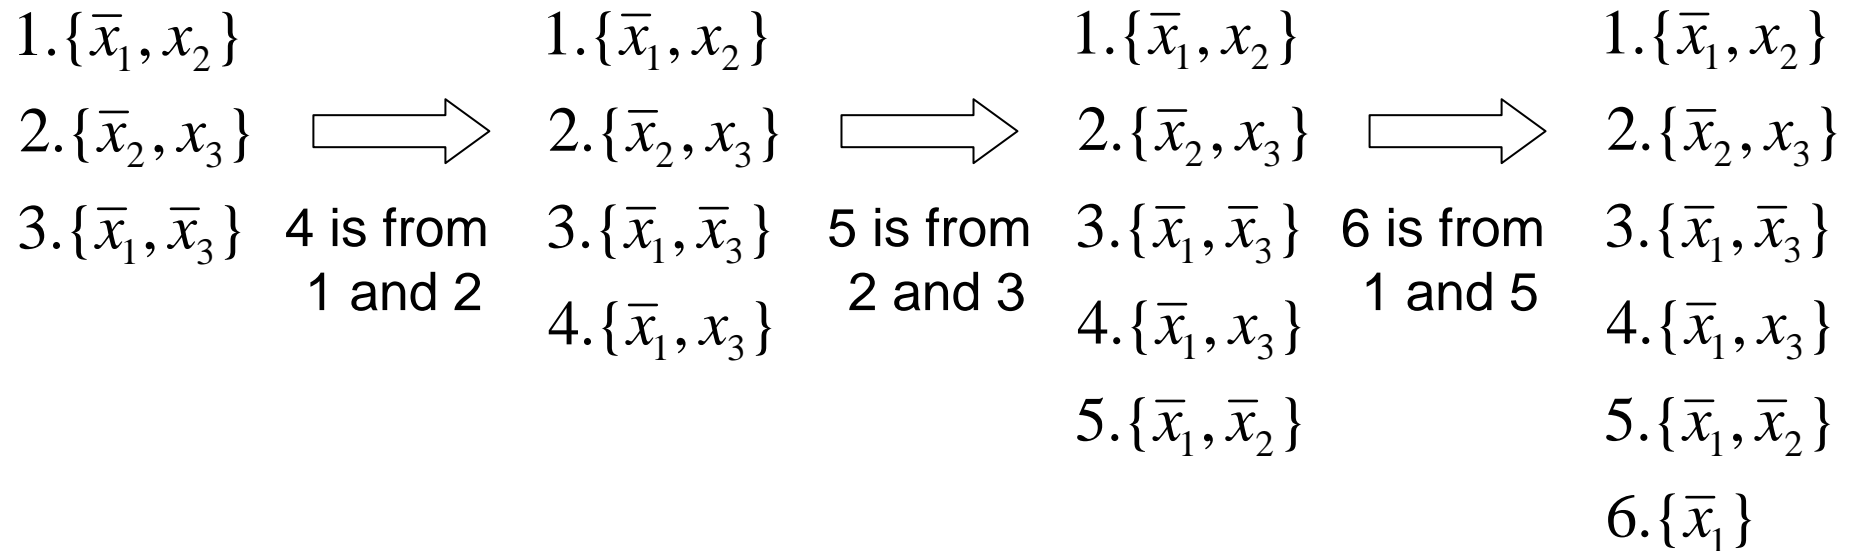 1.{x̅₁, x₂}
2.{x̅₂, x₃}
3.{x̅₁, x̅₃}
4 is from
1 and 2
1.{x̅₁, x₂}
2.{x̅₂, x₃}
3.{x̅₁, x̅₃}
4.{x̅₁, x₃}
5 is from
2 and 3
1.{x̅₁, x₂}
2.{x̅₂, x₃}
3.{x̅₁, x̅₃}
4.{x̅₁, x₃}
5.{x̅₁, x̅₂}
6 is from
1 and 5
1.{x̅₁, x₂}
2.{x̅₂, x₃}
3.{x̅₁, x̅₃}
4.{x̅₁, x₃}
5.{x̅₁, x̅₂}
6.{x̅₁}